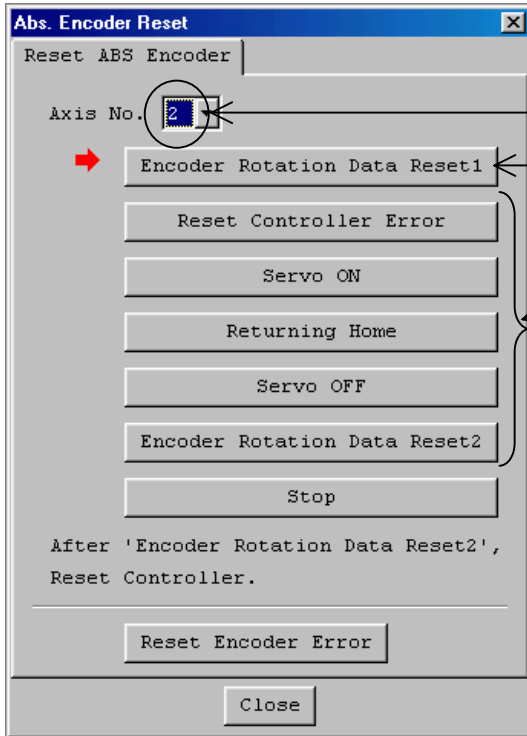 Abs. Encoder Reset
Reset ABS Encoder
Axis No. 2
Encoder Rotation Data Reset1
Reset Controller Error
Servo ON
Returning Home
Servo OFF
Encoder Rotation Data Reset2
Stop
After 'Encoder Rotation Data Reset2',
Reset Controller.
Reset Encoder Error
Close